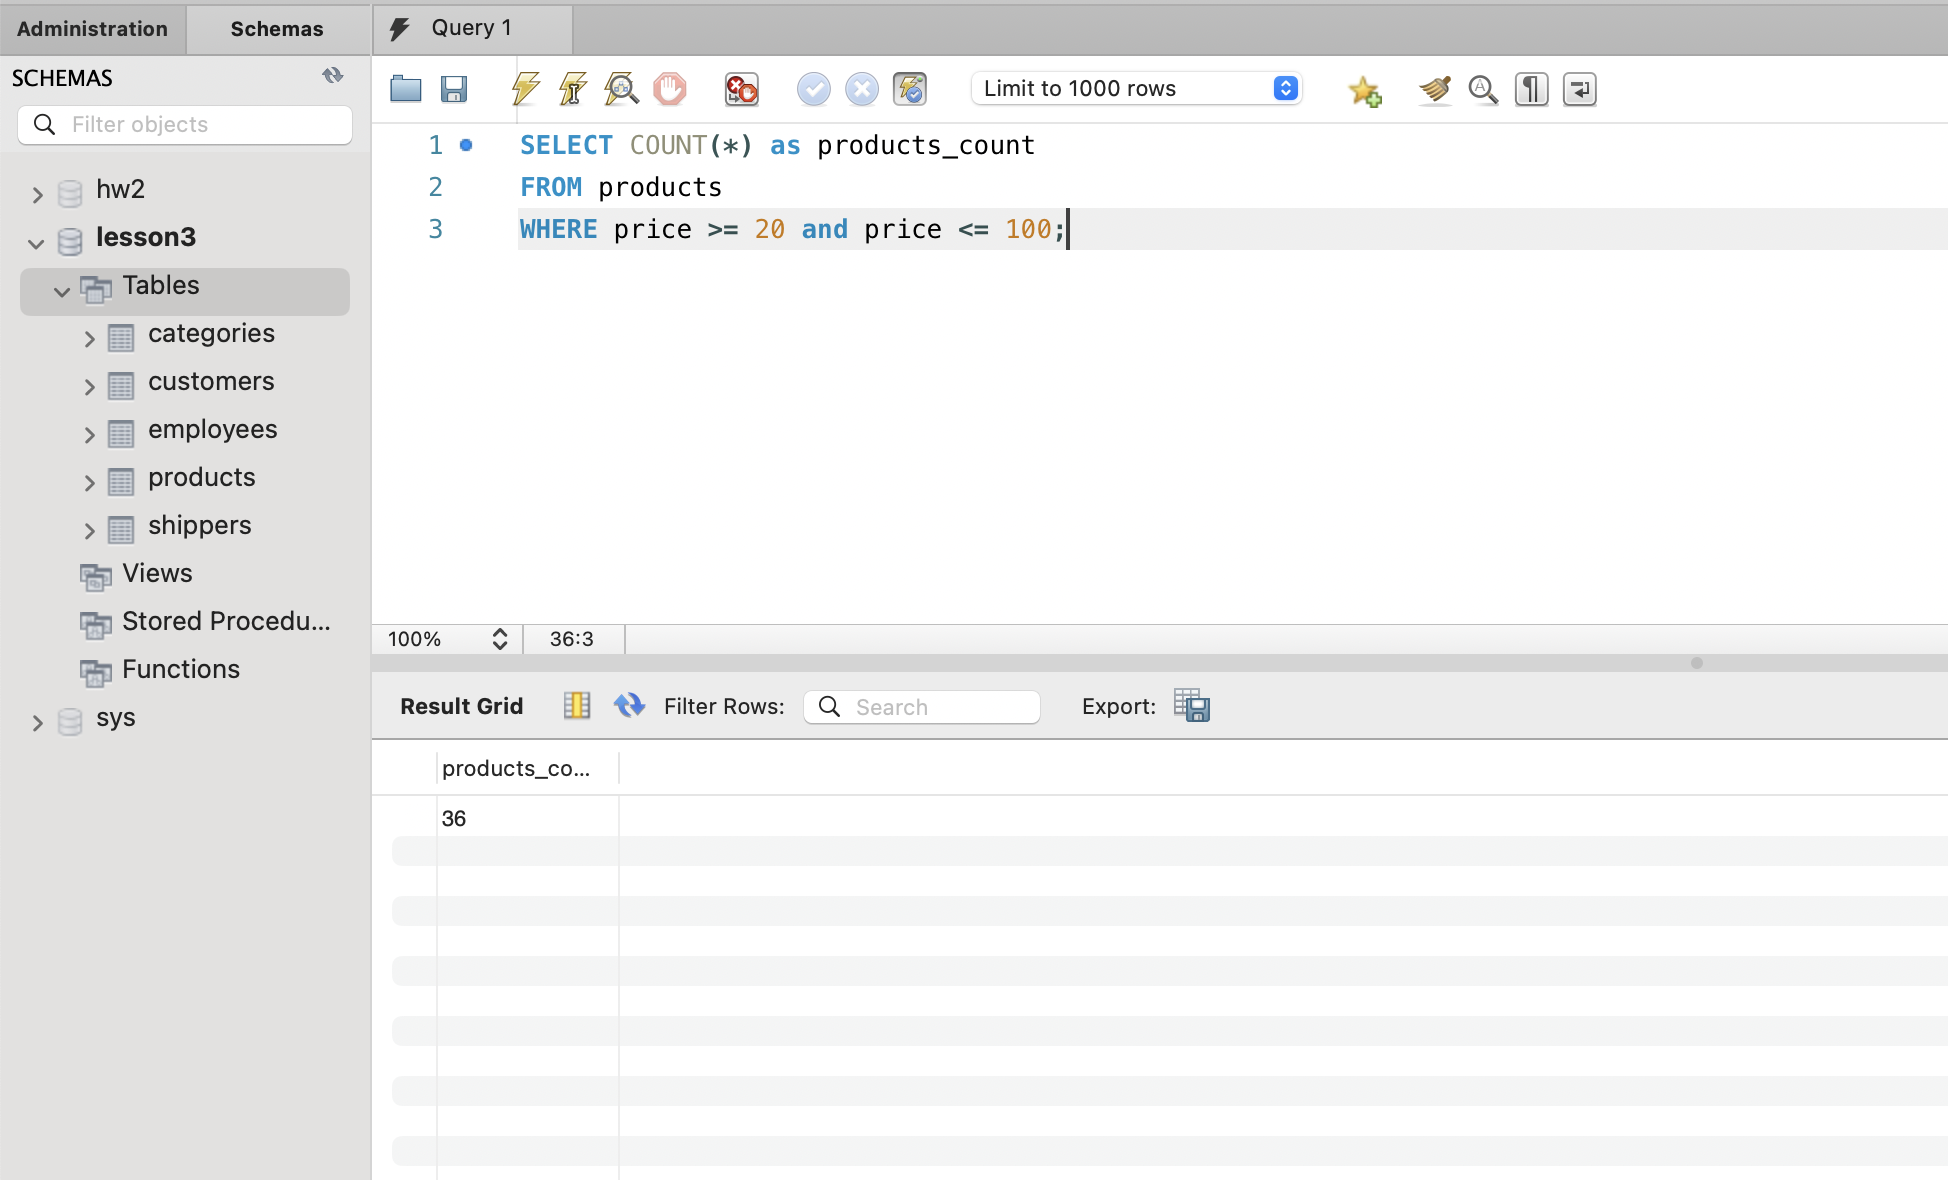 Administration
Schemas
Query 1
SCHEMAS
Filter objects
Limit to 1000 rows
hw2
lesson3
Tables
categories
customers
employees
products
shippers
Views
Stored Procedu...
Functions
sys
1 SELECT COUNT(*) as products_count
2 FROM products
3 WHERE price >= 20 and price <= 100;
100% 36:3
Result Grid Filter Rows: Search Export:
products_co...
36